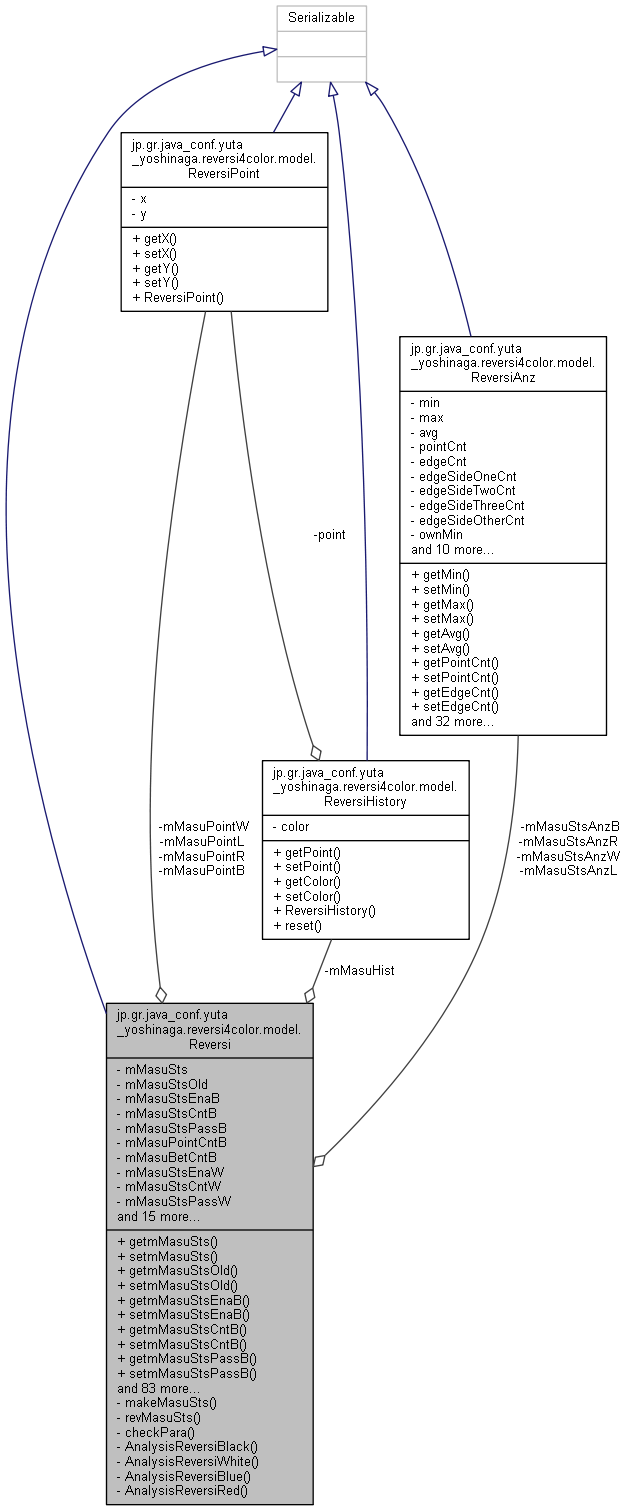 Serializable
jp.gr.java_conf.yuta
_yoshinaga.reversi4color.model.
ReversiPoint
- x
- y
+ getX()
+ setX()
+ getY()
+ setY()
+ ReversiPoint()
jp.gr.java_conf.yuta
_yoshinaga.reversi4color.model.
ReversiAnz
- min
- max
- avg
- pointCnt
- edgeCnt
- edgeSideOneCnt
- edgeSideTwoCnt
- edgeSideThreeCnt
- edgeSideOtherCnt
- ownMin
and 10 more...
+ getMin()
+ setMin()
+ getMax()
+ setMax()
+ getAvg()
+ setAvg()
+ getPointCnt()
+ setPointCnt()
+ getEdgeCnt()
+ setEdgeCnt()
and 32 more...
-point
jp.gr.java_conf.yuta
_yoshinaga.reversi4color.model.
ReversiHistory
- color
+ getPoint()
+ setPoint()
+ getColor()
+ setColor()
+ ReversiHistory()
+ reset()
-mMasuPointW
-mMasuPointL
-mMasuPointR
-mMasuPointB
-mMasuStsAnzB
-mMasuStsAnzR
-mMasuStsAnzW
-mMasuStsAnzL
-mMasuHist
jp.gr.java_conf.yuta
_yoshinaga.reversi4color.model.
Reversi
- mMasuSts
- mMasuStsOld
- mMasuStsEnaB
- mMasuStsCntB
- mMasuStsPassB
- mMasuPointCntB
- mMasuBetCntB
- mMasuStsEnaW
- mMasuStsCntW
- mMasuStsPassW
and 15 more...
+ getmMasuSts()
+ setmMasuSts()
+ getmMasuStsOld()
+ setmMasuStsOld()
+ getmMasuStsEnaB()
+ setmMasuStsEnaB()
+ getmMasuStsCntB()
+ setmMasuStsCntB()
+ getmMasuStsPassB()
+ setmMasuStsPassB()
and 83 more...
- makeMasuSts()
- revMasuSts()
- checkPara()
- AnalysisReversiBlack()
- AnalysisReversiWhite()
- AnalysisReversiBlue()
- AnalysisReversiRed()